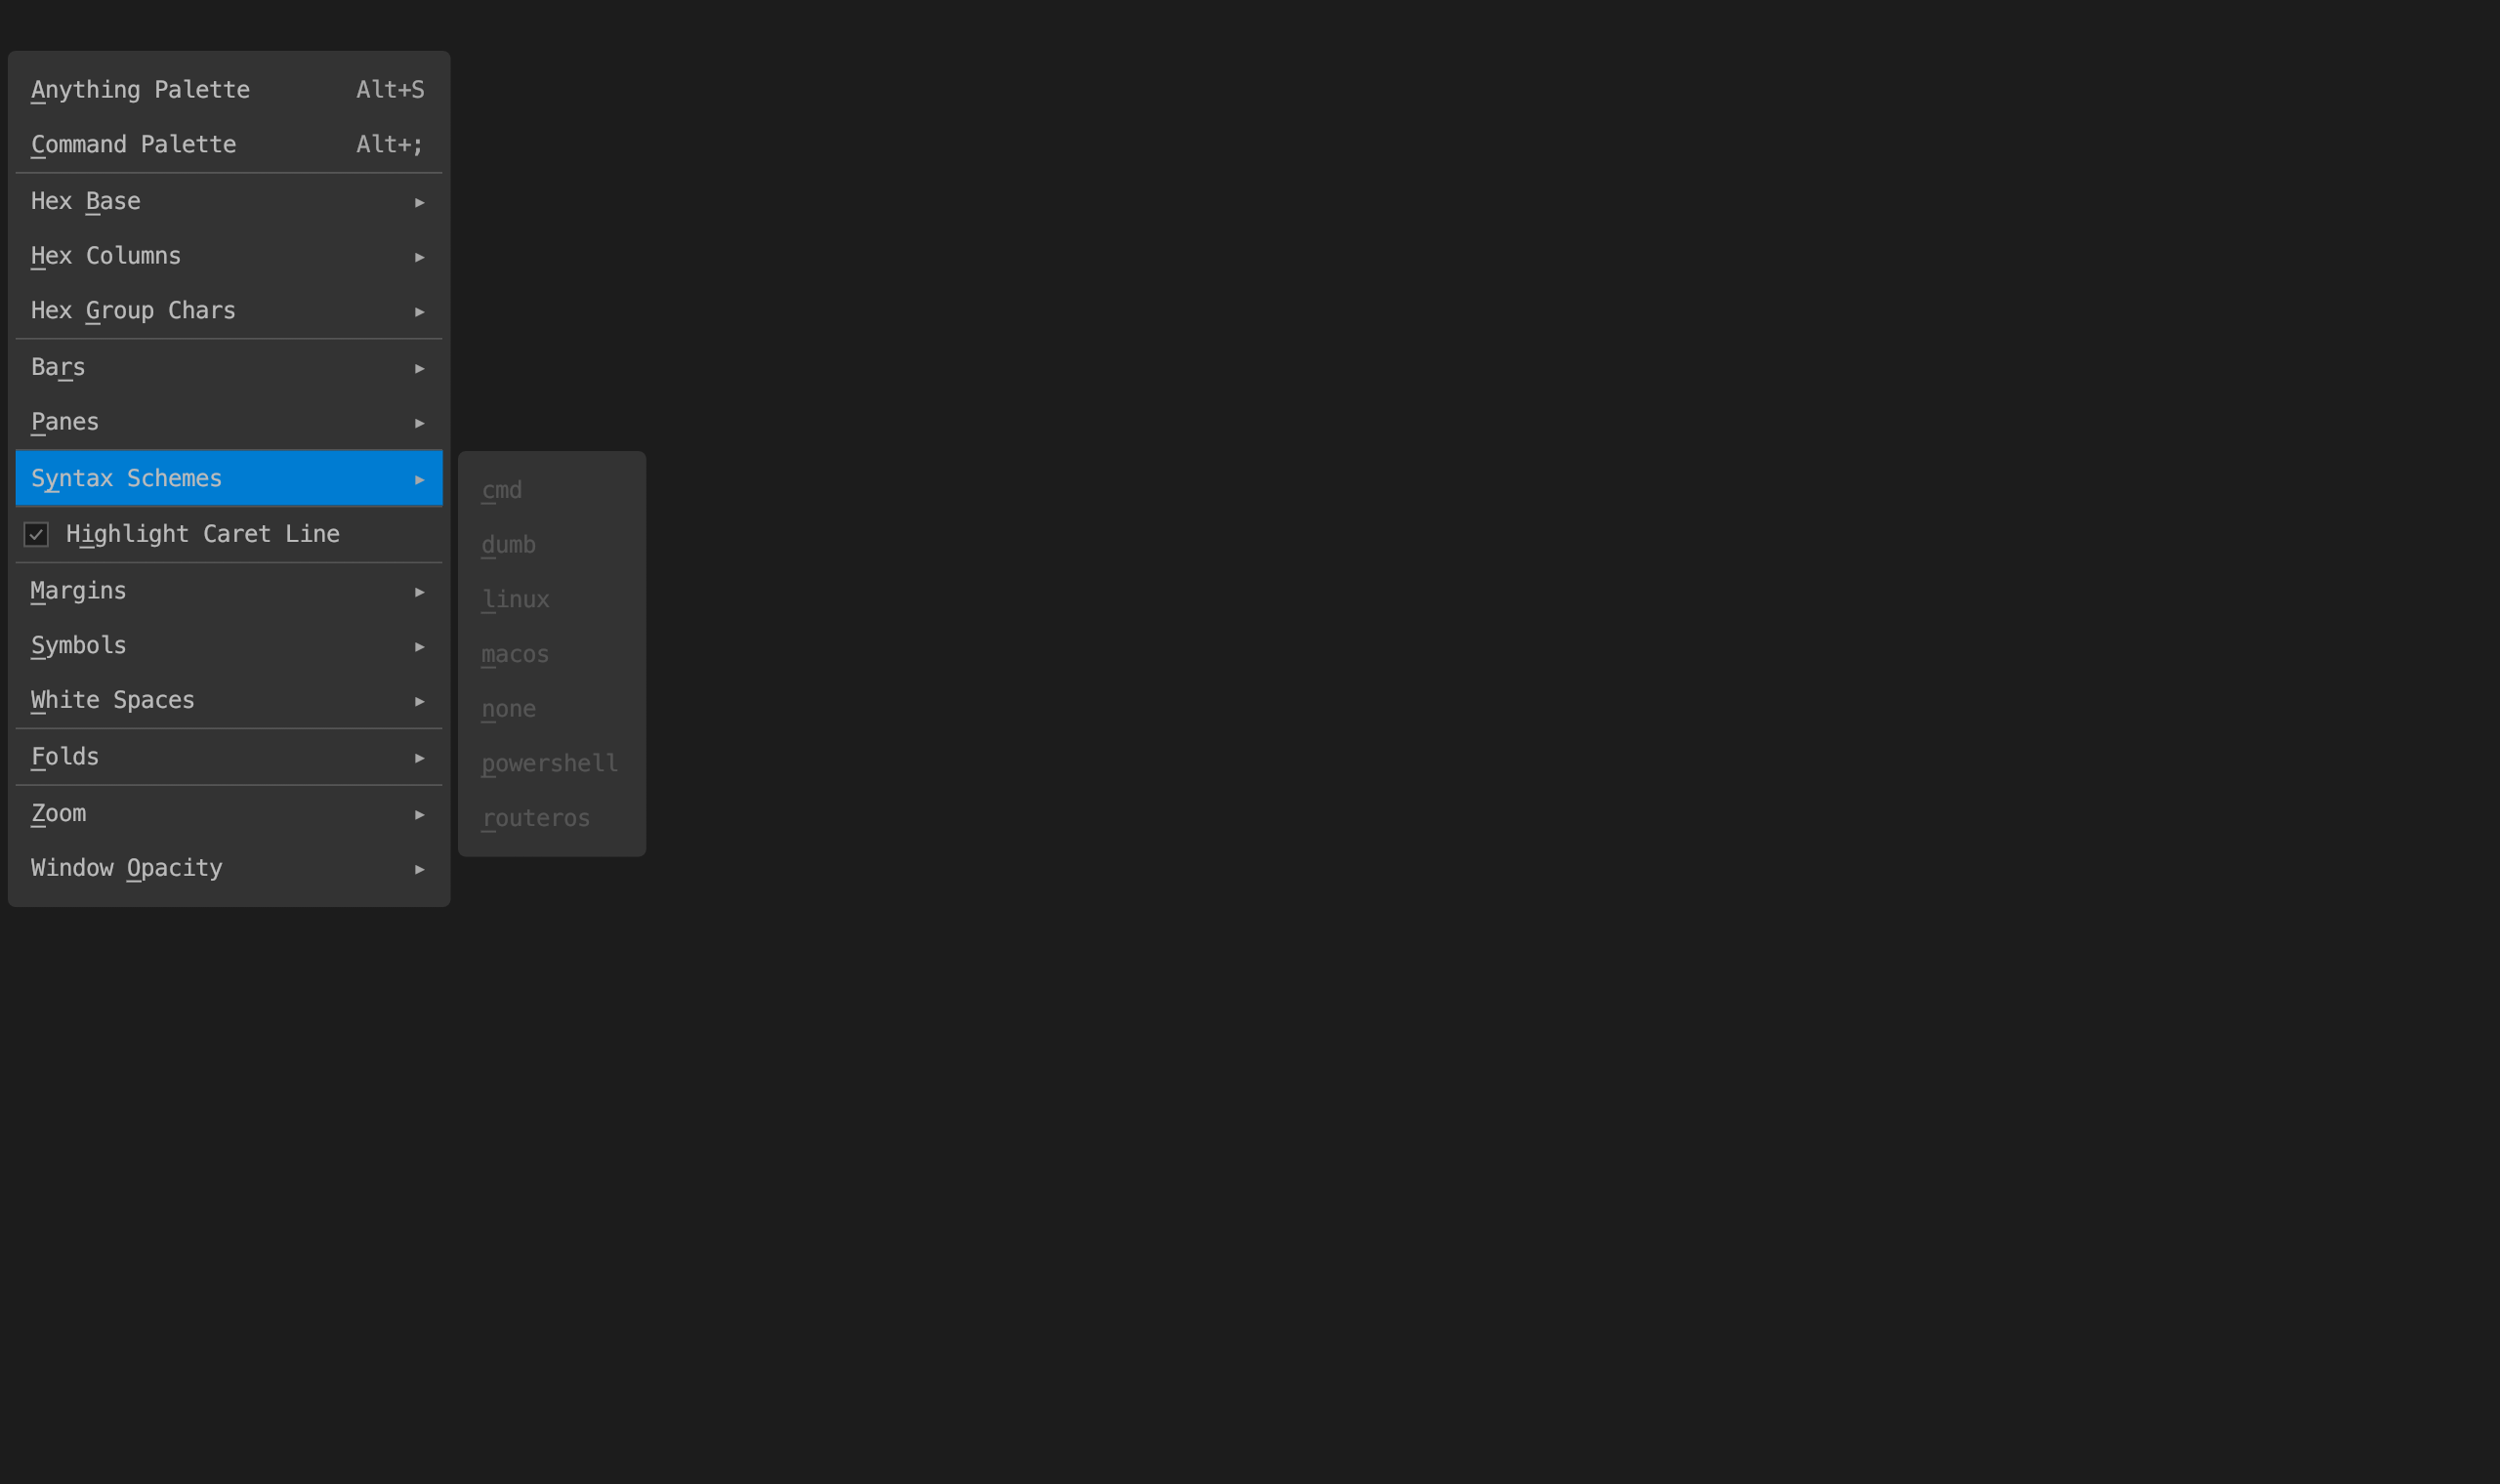 Anything Palette Alt+S
Command Palette Alt+;
Hex Base
Hex Columns
Hex Group Chars
Bars
Panes
Syntax Schemes
Highlight Caret Line
Margins
Symbols
White Spaces
Folds
Zoom
Window Opacity
cmd
dumb
linux
macos
none
powershell
routeros